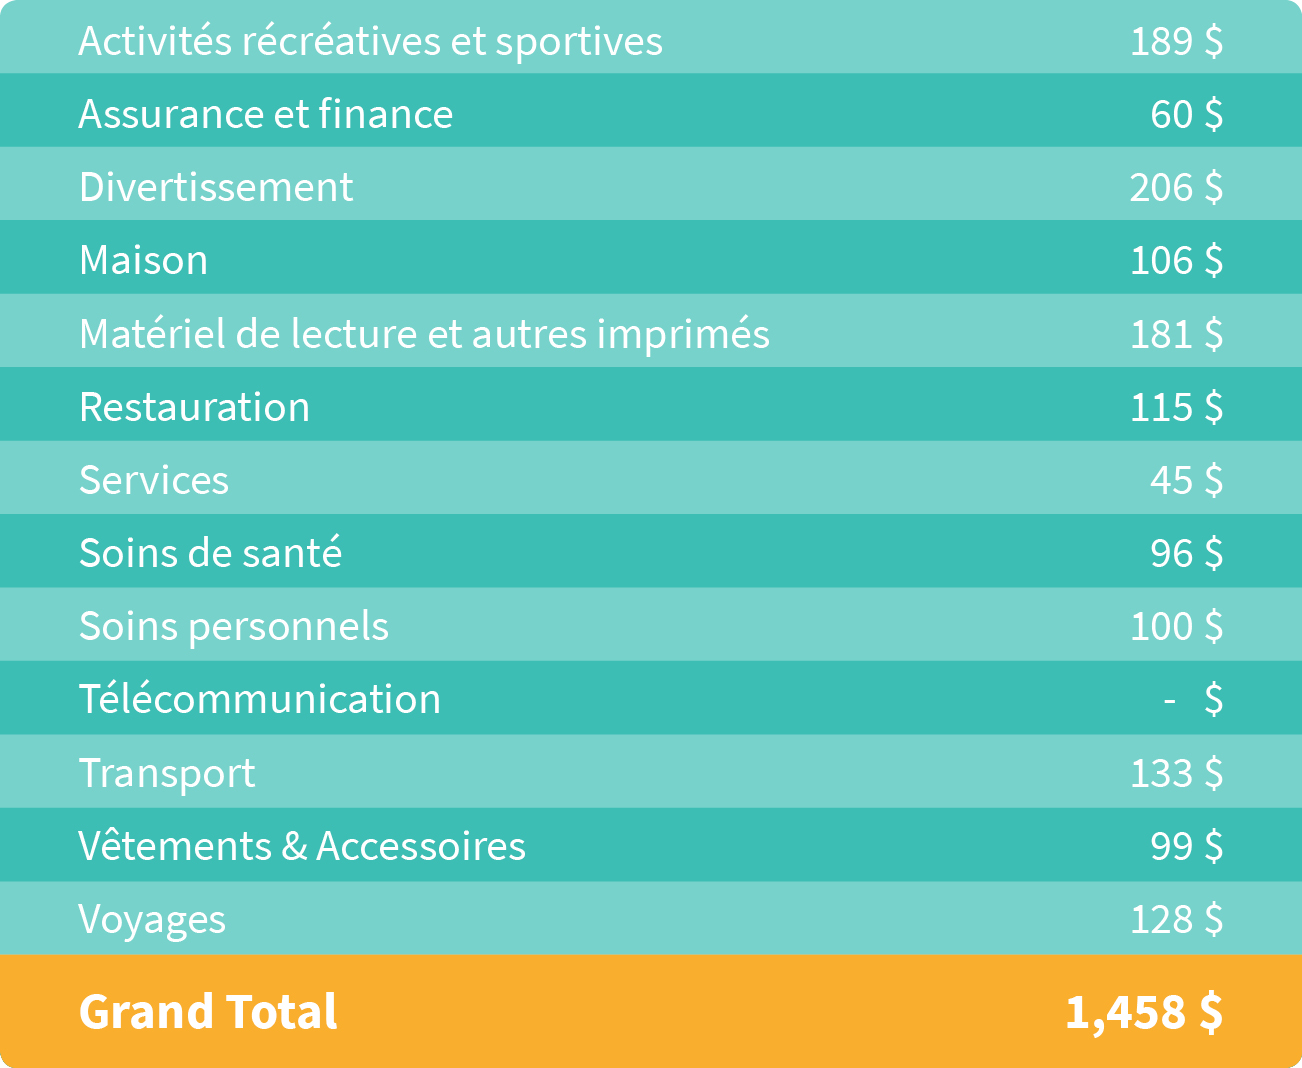 Activités récréatives et sportives 189 $
Assurance et finance 60 $
Divertissement 206 $
Maison 106 $
Matériel de lecture et autres imprimés 181 $
Restauration 115 $
Services 45 $
Soins de santé 96 $
Soins personnels 100 $
Télécommunication - $
Transport 133 $
Vêtements & Accessoires 99 $
Voyages 128 $
Grand Total 1,458 $